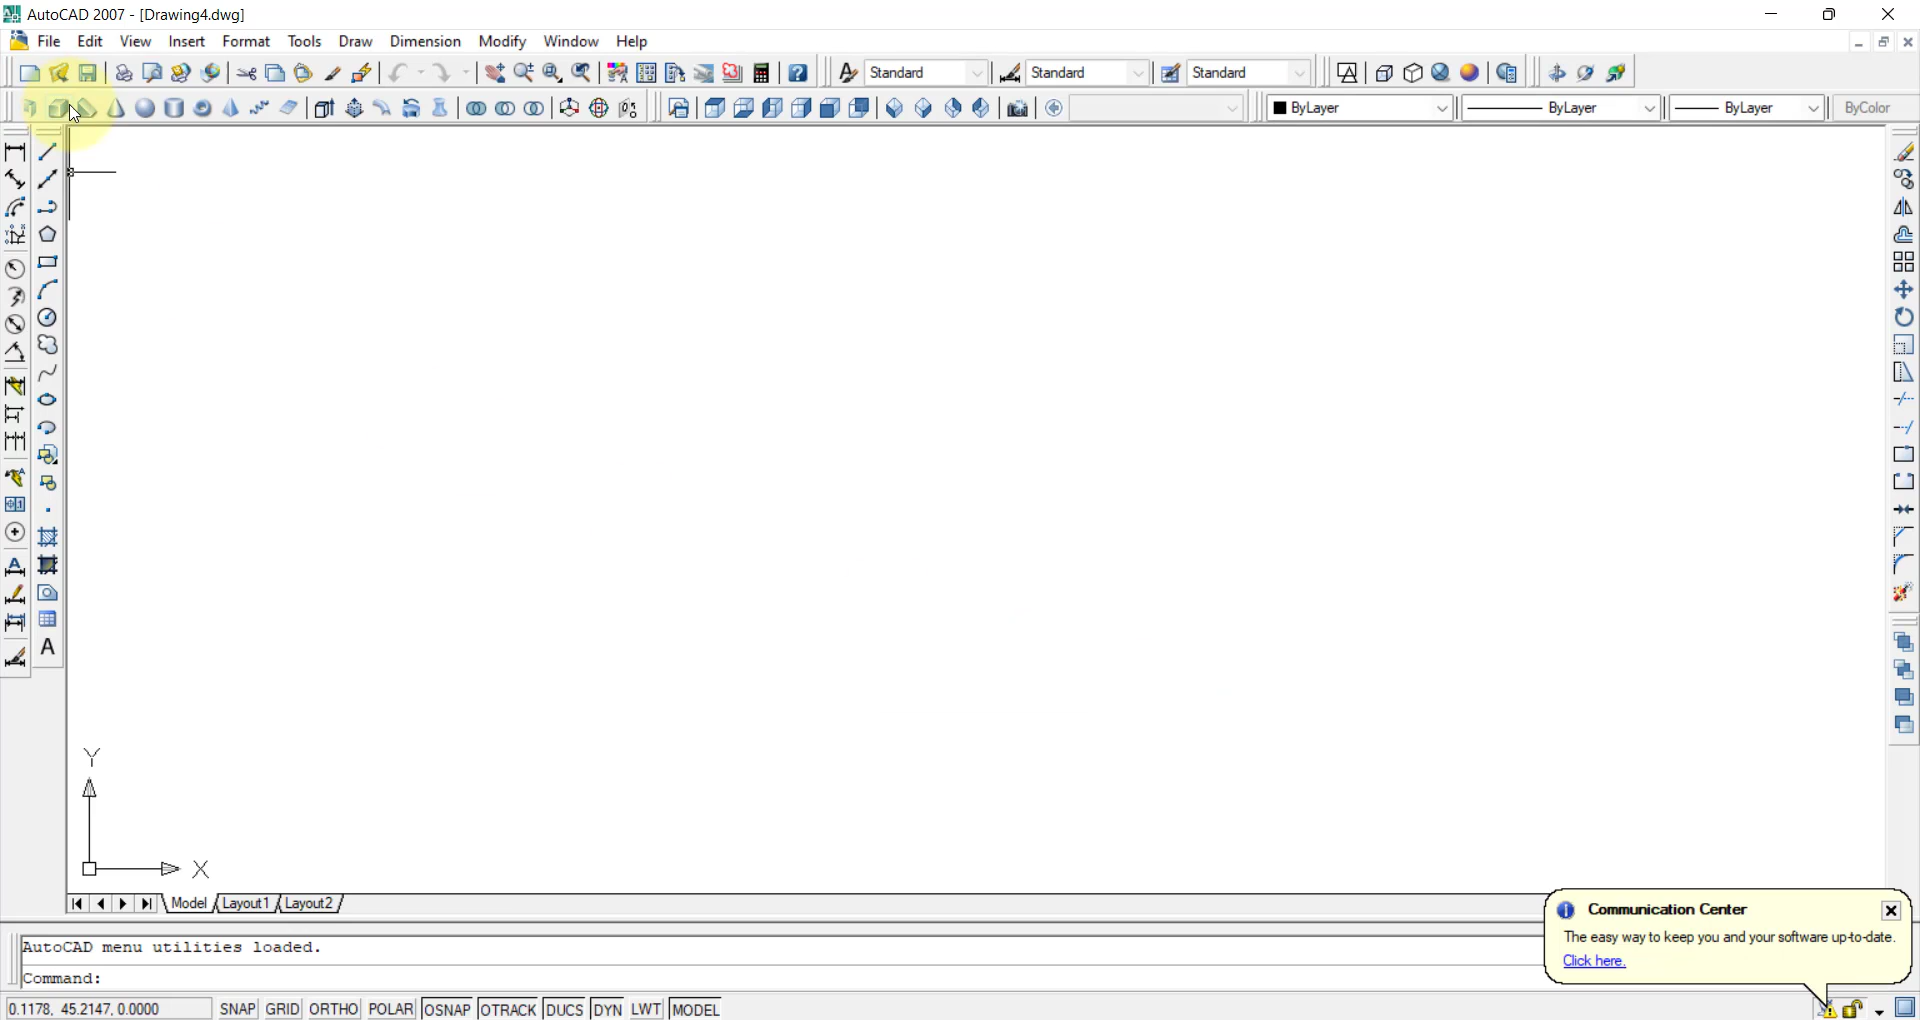 AutoCAD 2007 - [Drawing4.dwg]
File Edit View Insert Format Tools Draw Dimension Modify Window Help
Standard Standard Standard
ByLayer ByLayer ByLayer ByColor
A
Y
X
Model Layout1 Layout2
Communication Center
The easy way to keep you and your software up-to-date.
Click here.
AutoCAD menu utilities loaded.
Command:
0.1178, 45.2147, 0.0000 SNAP GRID ORTHO POLAR OSNAP OTRACK DUCS DYN LWT MODEL